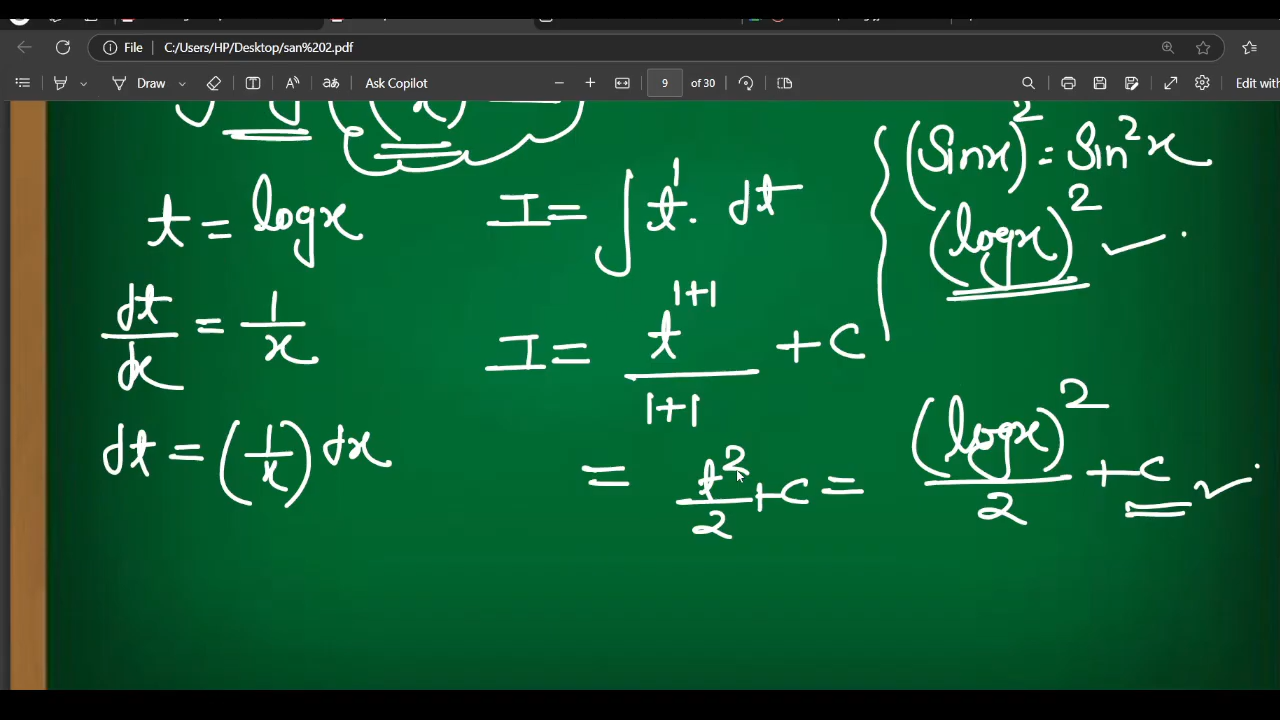 File C:/Users/HP/Desktop/san%202.pdf
Draw Ask Copilot 9 of 30 Edit with
(x)
t = logx
dt/dx = 1/x
dt = (1/x) dx
I = ∫ t¹. dt
I = t¹⁺¹/1+1 + C
= t²/2 + C = (logx)²/2 + C
(Sinx)² = Sin²x
(logx)²